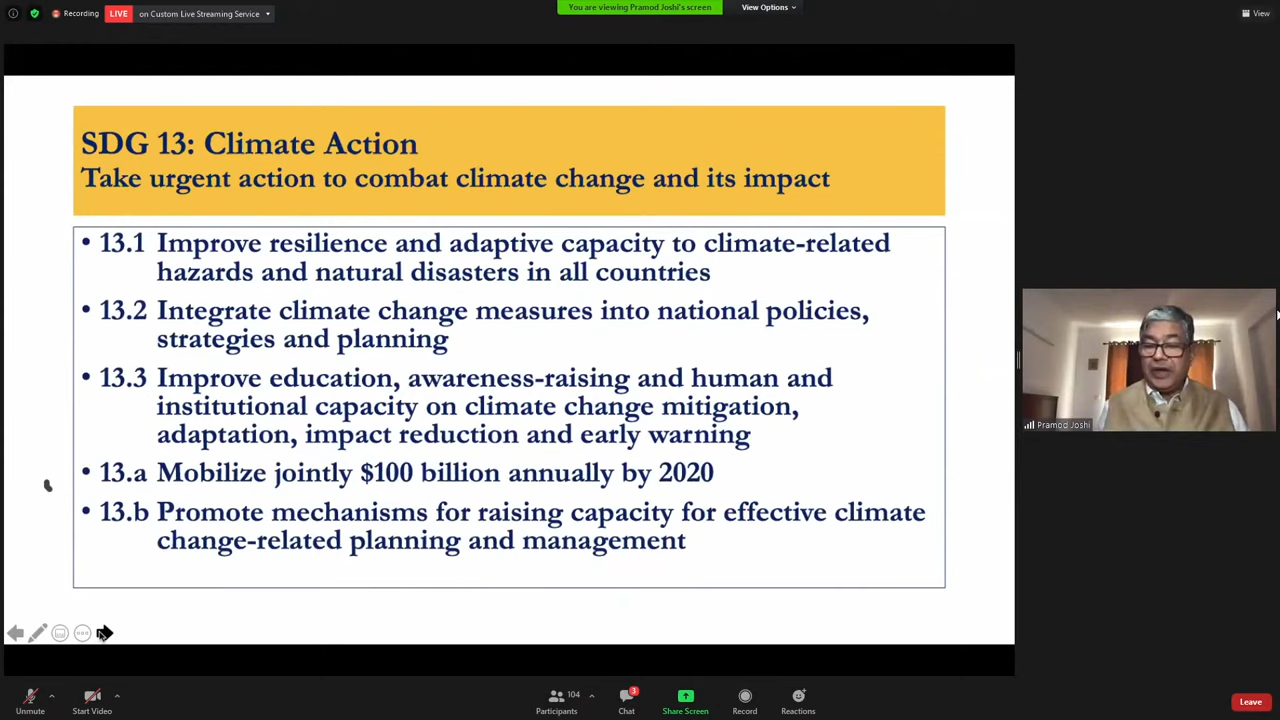 Recording
LIVE
on Custom Live Streaming Service
You are viewing Pramod Joshi's screen
View Options
View
SDG 13: Climate Action
Take urgent action to combat climate change and its impact
• 13.1 Improve resilience and adaptive capacity to climate-related
hazards and natural disasters in all countries
• 13.2 Integrate climate change measures into national policies,
strategies and planning
• 13.3 Improve education, awareness-raising and human and
institutional capacity on climate change mitigation,
adaptation, impact reduction and early warning
• 13.a Mobilize jointly $100 billion annually by 2020
• 13.b Promote mechanisms for raising capacity for effective climate
change-related planning and management
Pramod Joshi
Unmute
Start Video
104
Participants
3
Chat
Share Screen
Record
Reactions
Leave